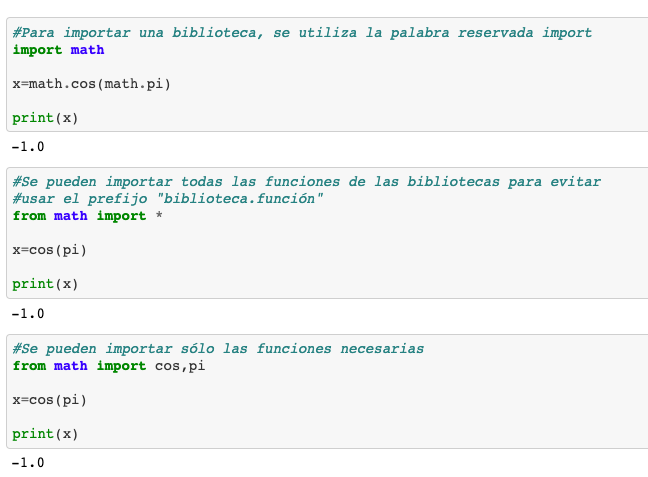 #Para importar una biblioteca, se utiliza la palabra reservada import
import math
x=math.cos(math.pi)
print(x)
-1.0
#Se pueden importar todas las funciones de las bibliotecas para evitar
#usar el prefijo "biblioteca.función"
from math import *
x=cos(pi)
print(x)
-1.0
#Se pueden importar sólo las funciones necesarias
from math import cos,pi
x=cos(pi)
print(x)
-1.0